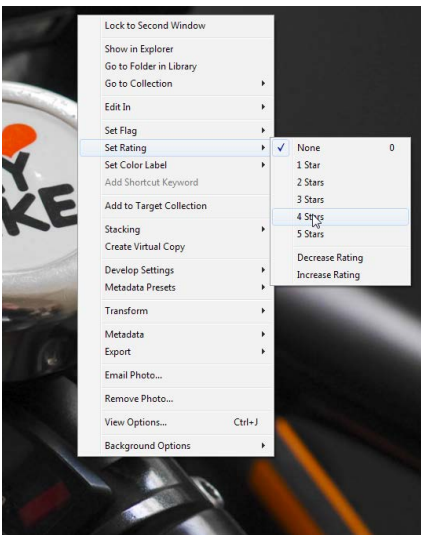 Lock to Second Window
Show in Explorer
Go to Folder in Library
Go to Collection
Edit In
Set Flag
Set Rating
Set Color Label
Add Shortcut Keyword
Add to Target Collection
Stacking
Create Virtual Copy
Develop Settings
Metadata Presets
Transform
Metadata
Export
Email Photo...
Remove Photo...
View Options... Ctrl+J
Background Options
None 0
1 Star
2 Stars
3 Stars
4 Stars
5 Stars
Decrease Rating
Increase Rating